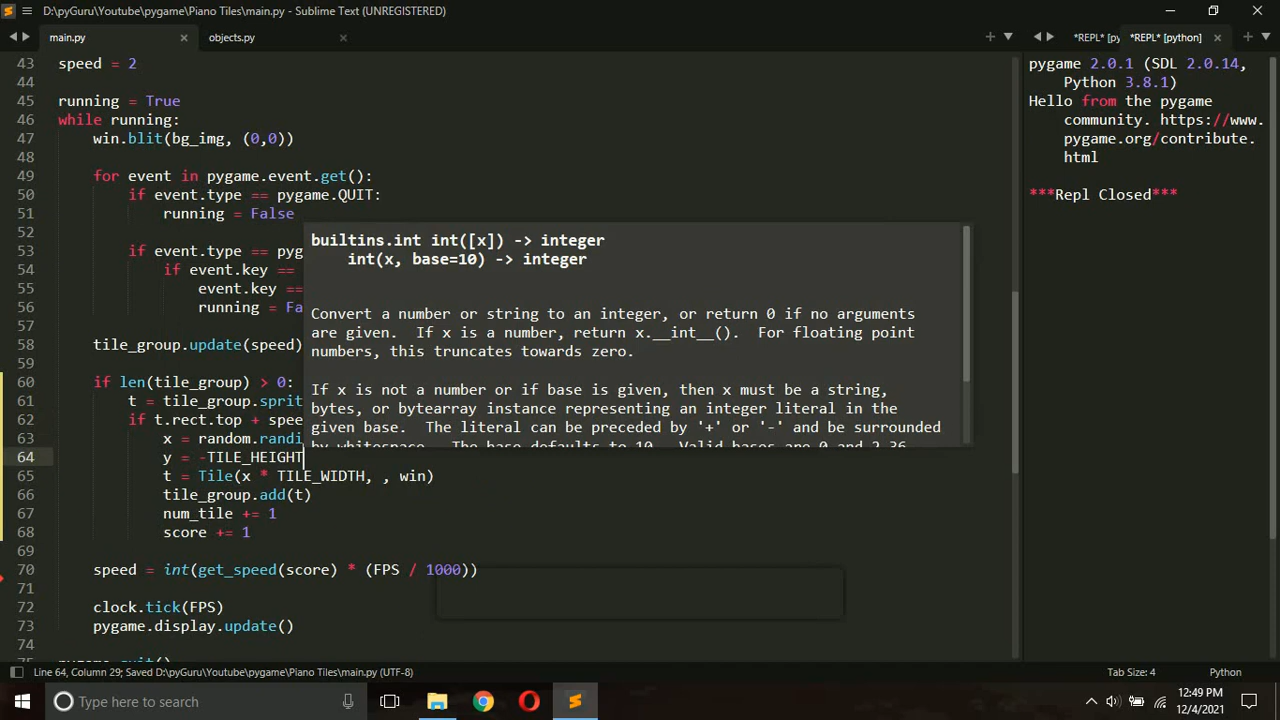 D:\pyGuru\Youtube\pygame\Piano Tiles\main.py - Sublime Text (UNREGISTERED)
main.py
objects.py
*REPL* [py
*REPL* [python]
43 speed = 2
44
45 running = True
46 while running:
47 win.blit(bg_img, (0,0))
48
49 for event in pygame.event.get():
50 if event.type == pygame.QUIT:
51 running = False
52
53 if event.type == pyg
54 if event.key ==
55 event.key ==
56 running = Fa
57
58 tile_group.update(speed)
59
60 if len(tile_group) > 0:
61 t = tile_group.sprit
62 if t.rect.top + spee
63 x = random.randi
64 y = -TILE_HEIGHT
65 t = Tile(x * TILE_WIDTH, , win)
66 tile_group.add(t)
67 num_tile += 1
68 score += 1
69
70 speed = int(get_speed(score) * (FPS / 1000))
71
72 clock.tick(FPS)
73 pygame.display.update()
74
builtins.int int([x]) -> integer
int(x, base=10) -> integer
Convert a number or string to an integer, or return 0 if no arguments
are given. If x is a number, return x.__int__(). For floating point
numbers, this truncates towards zero.
If x is not a number or if base is given, then x must be a string,
bytes, or bytearray instance representing an integer literal in the
given base. The literal can be preceded by '+' or '-' and be surrounded
by whitespace. The base defaults to 10. Valid bases are 0 and 2-36.
pygame 2.0.1 (SDL 2.0.14,
Python 3.8.1)
Hello from the pygame
community. https://www.
pygame.org/contribute.
html
***Repl Closed***
Line 64, Column 29; Saved D:\pyGuru\Youtube\pygame\Piano Tiles\main.py (UTF-8)
Tab Size: 4
Python
Type here to search
12:49 PM
12/4/2021